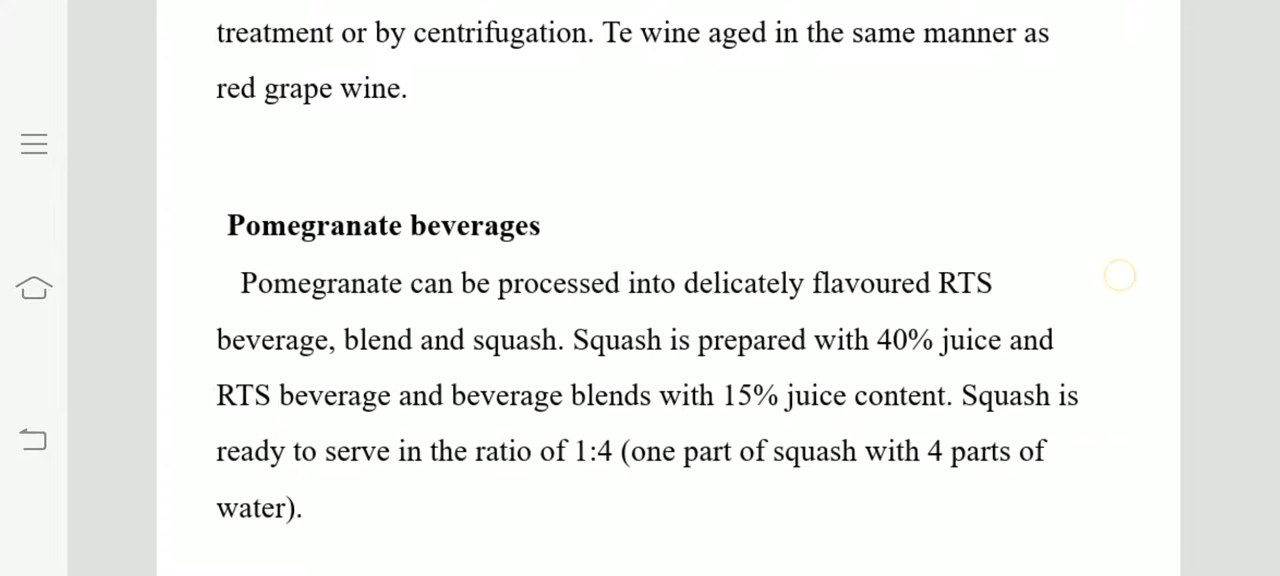 treatment or by centrifugation. Te wine aged in the same manner as
red grape wine.
Pomegranate beverages
Pomegranate can be processed into delicately flavoured RTS
beverage, blend and squash. Squash is prepared with 40% juice and
RTS beverage and beverage blends with 15% juice content. Squash is
ready to serve in the ratio of 1:4 (one part of squash with 4 parts of
water).